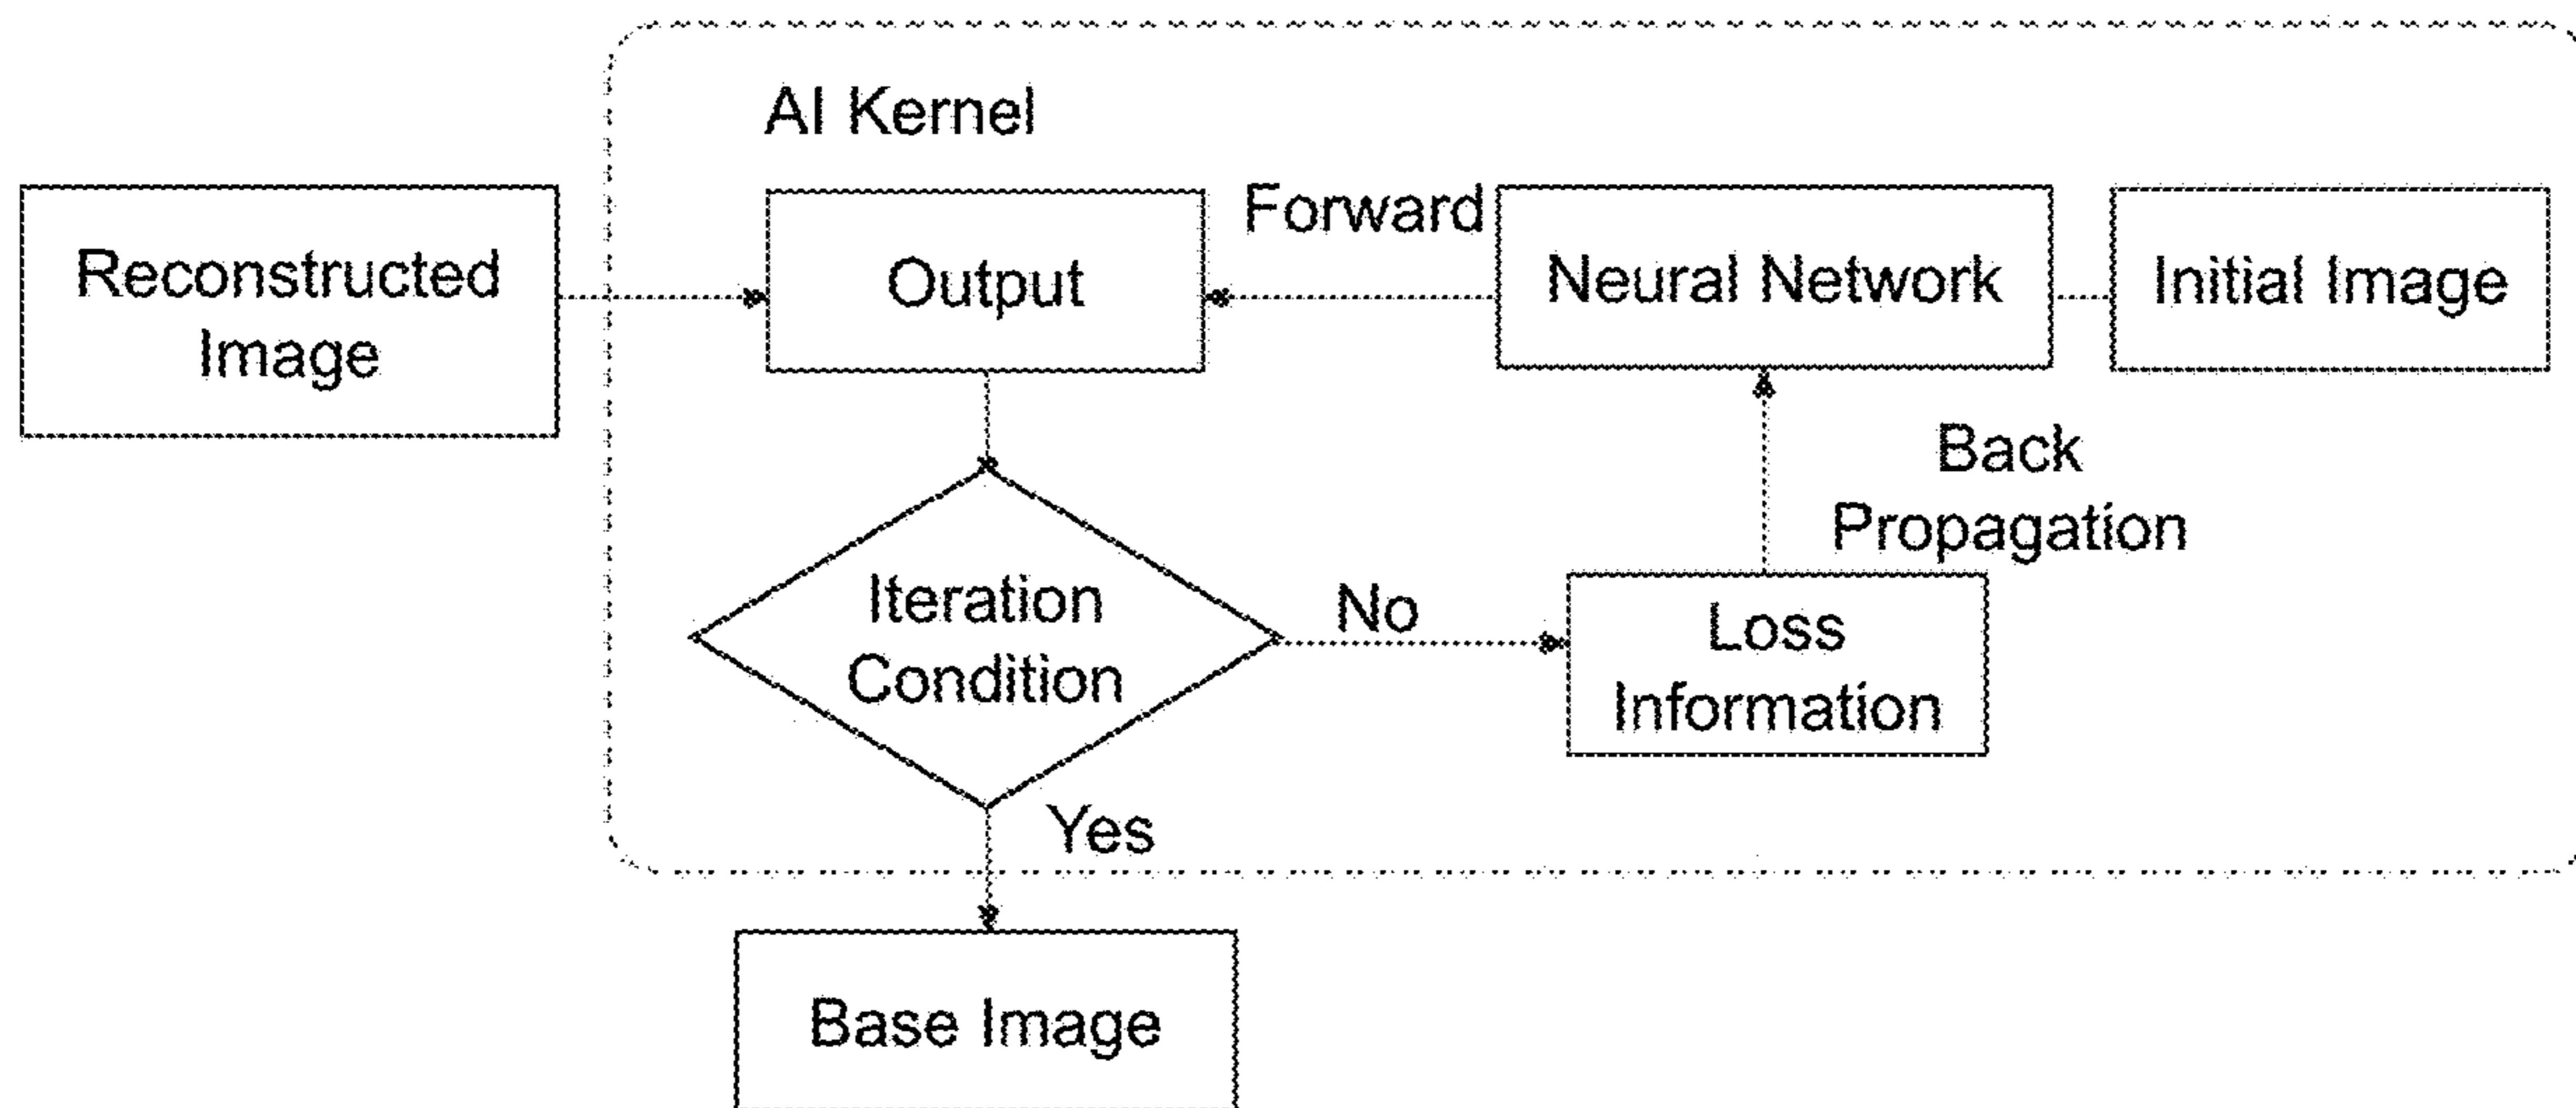 AI Kernel
Reconstructed
Image
Output
Forward
Neural Network
Initial Image
Back
Propagation
Iteration
Condition
No
Loss
Information
Yes
Base Image